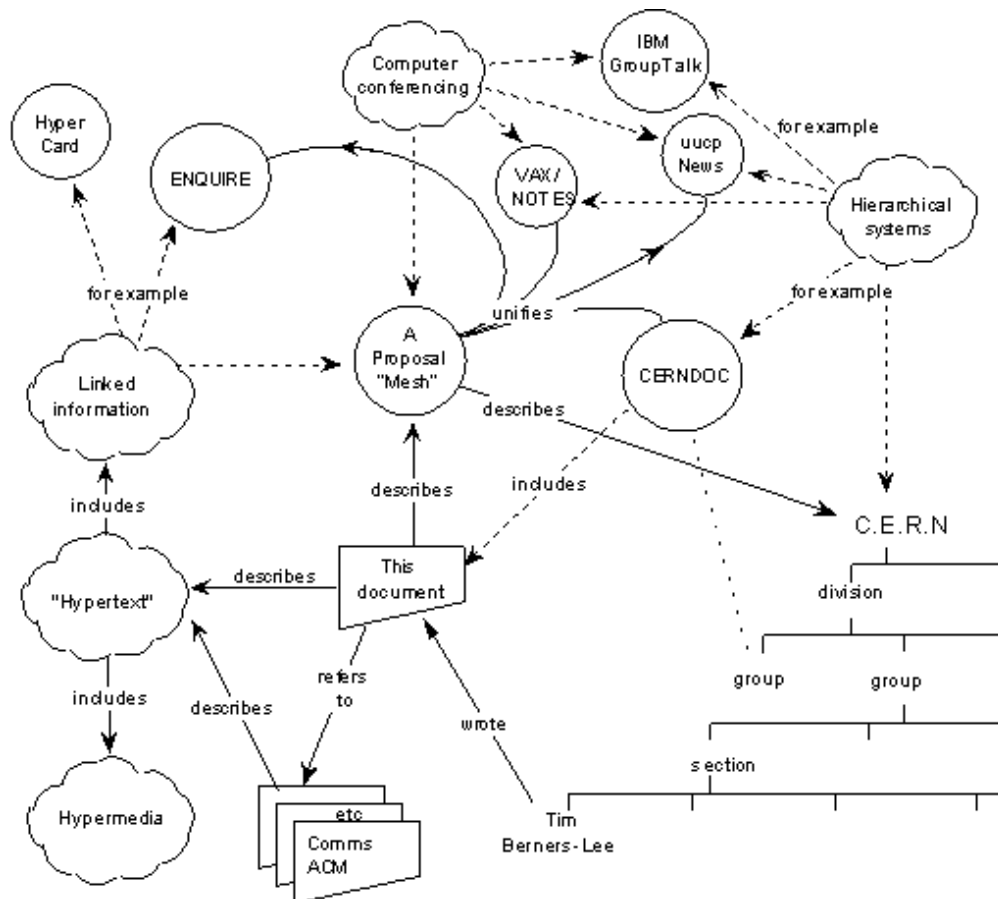 IBM
GroupTalk
Computer
conferencing
Hyper
Card
for example
uucp
News
ENQUIRE
VAX/
NOTES
Hierarchical
systems
for example
for example
unifies
A
Proposal
"Mesh"
Linked
information
CERNDOC
describes
includes
describes
includes
C.E.R.N
This
document
describes
"Hypertext"
division
refers
to
group
group
includes
describes
wrote
section
Hypermedia
etc
Comms
ACM
Tim
Berners-Lee